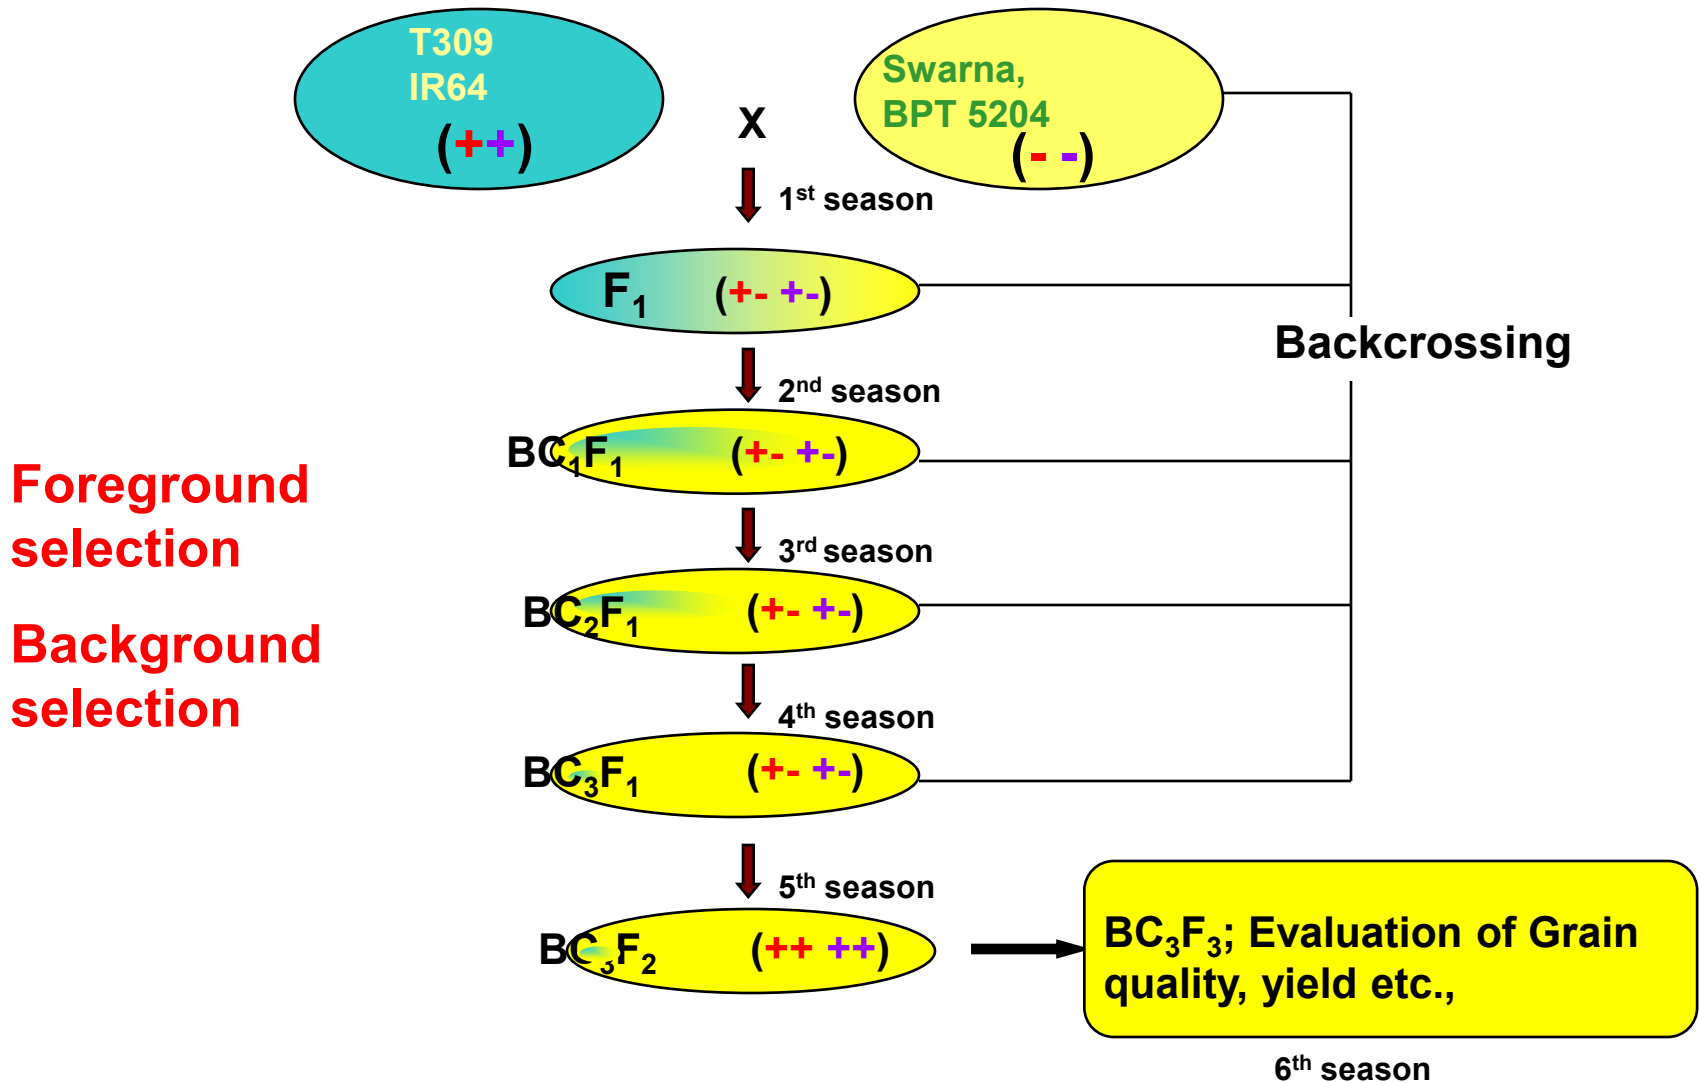 T309
IR64
(++)
X
Swarna,
BPT 5204
(- -)
1st season
F1 (+- +-)
Backcrossing
2nd season
BC1F1 (+- +-)
Foreground
selection
3rd season
BC2F1 (+- +-)
Background
selection
4th season
BC3F1 (+- +-)
5th season
BC3F2 (++ ++)
BC3F3; Evaluation of Grain
quality, yield etc.,
6th season